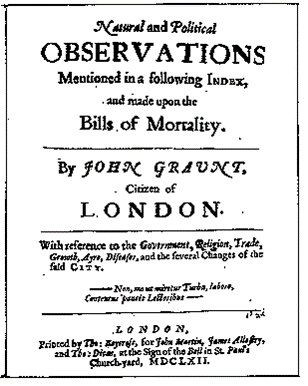 Natural and Political
OBSERVATIONS
Mentioned in a following INDEX,
and made upon the
Bills of Mortality.
By JOHN GRAUNT,
Citizen of
LONDON.
With reference to the Government, Religion, Trade,
Growth, Ayre, Diseases, and the several Changes of the
said CITY.
— Non, me ut miretur Turba, laboro,
Contentus paucis Lectoribus —
LONDON,
Printed by Tho: Roycroft, for John Martin, James Allestry,
and Tho: Dicas, at the Sign of the Bell in St. Paul's
Church-yard, MDCLXII.